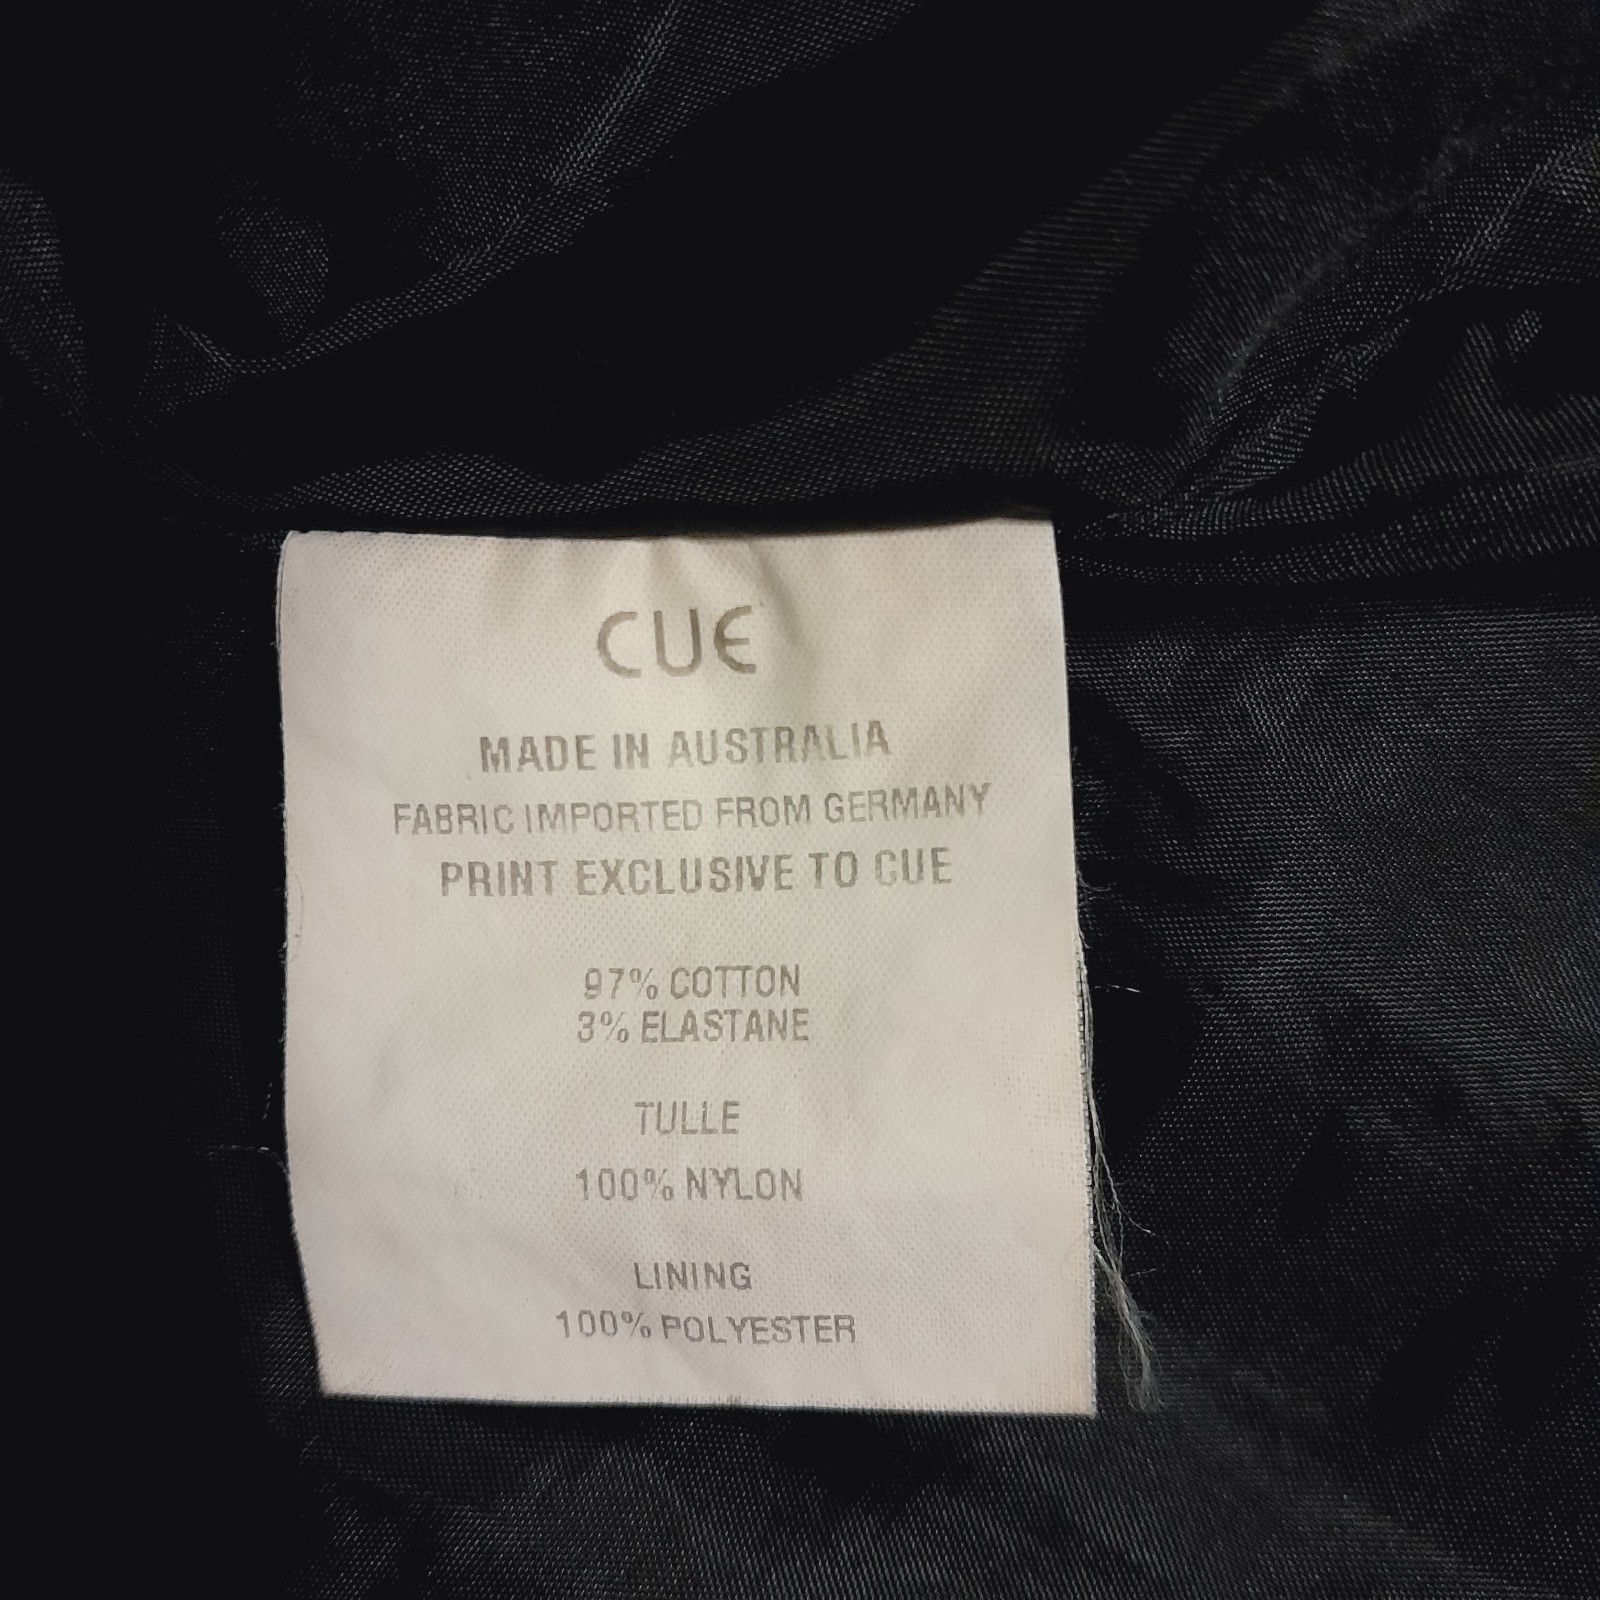 CUE
MADE IN AUSTRALIA
FABRIC IMPORTED FROM GERMANY
PRINT EXCLUSIVE TO CUE
97% COTTON
3% ELASTANE
TULLE
100% NYLON
LINING
100% POLYESTER